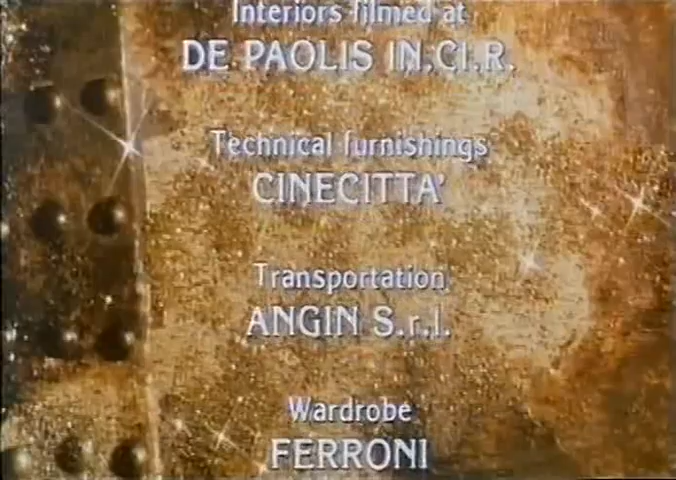 Interiors filmed at
DE PAOLIS IN.CI.R.
Technical furnishings
CINECITTA'
Transportation
ANGIN S.r.l.
Wardrobe
FERRONI